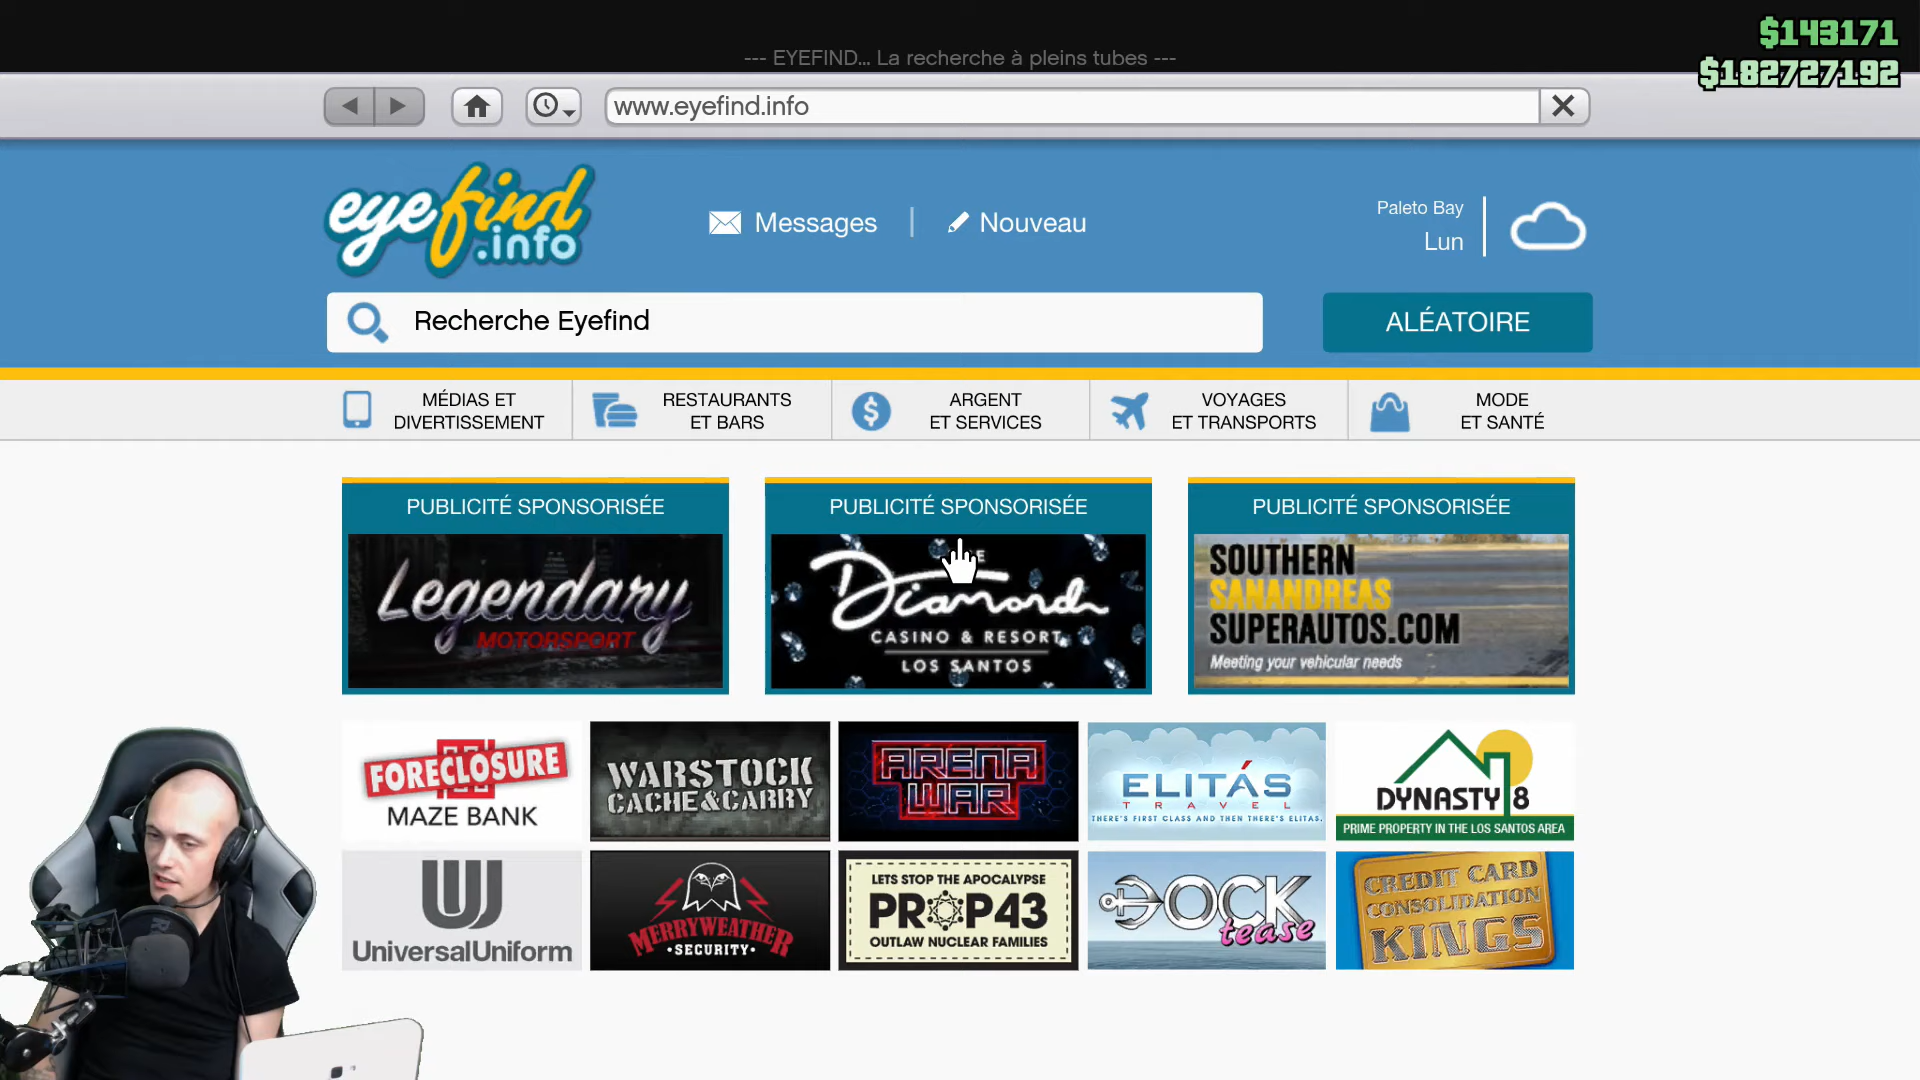 $143171
--- EYEFIND... La recherche à pleins tubes ---
$182727192
www.eyefind.info
eyefind
.info
Messages
Nouveau
Paleto Bay
Lun
Recherche Eyefind
ALÉATOIRE
MÉDIAS ET
DIVERTISSEMENT
RESTAURANTS
ET BARS
ARGENT
ET SERVICES
VOYAGES
ET TRANSPORTS
MODE
ET SANTÉ
PUBLICITÉ SPONSORISÉE
Legendary
MOTORSPORT
PUBLICITÉ SPONSORISÉE
Diamond
CASINO & RESORT
LOS SANTOS
PUBLICITÉ SPONSORISÉE
SOUTHERN
SANANDREAS
SUPERAUTOS.COM
Meeting your vehicular needs
FORECLOSURE
MAZE BANK
WARSTOCK
CACHE&CARRY
ARENA
WAR
ELITÁS
TRAVEL
THERE'S FIRST CLASS AND THEN THERE'S ELITAS.
DYNASTY 8
PRIME PROPERTY IN THE LOS SANTOS AREA
UniversalUniform
MERRYWEATHER
•SECURITY•
LETS STOP THE APOCALYPSE
PROP43
OUTLAW NUCLEAR FAMILIES
DOCK
tease
CREDIT CARD
CONSOLIDATION
KINGS